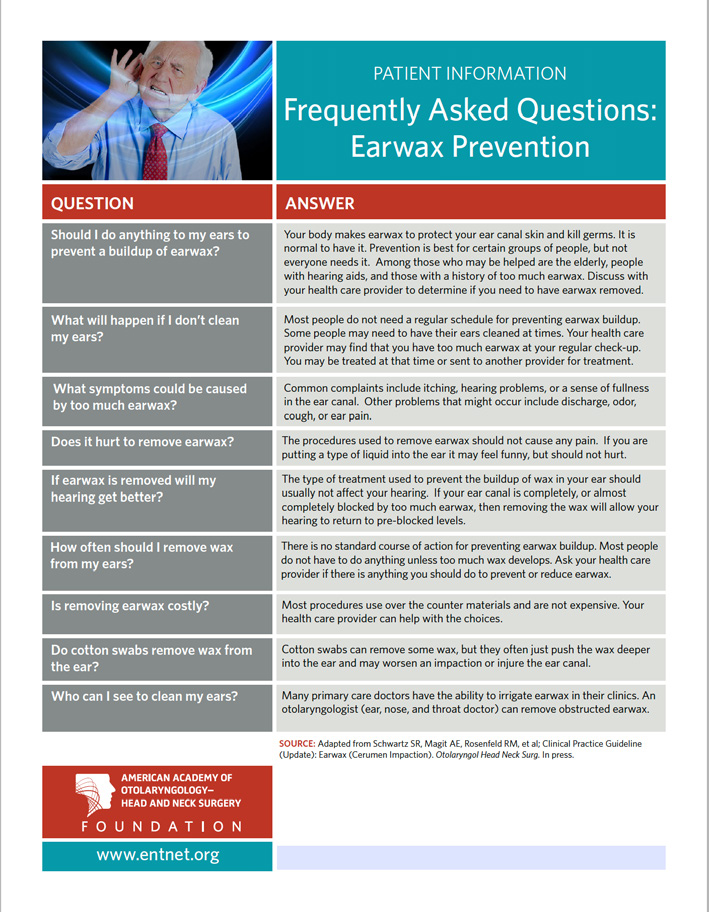 PATIENT INFORMATION
Frequently Asked Questions:
Earwax Prevention
QUESTION
ANSWER
Should I do anything to my ears to
prevent a buildup of earwax?
Your body makes earwax to protect your ear canal skin and kill germs. It is
normal to have it. Prevention is best for certain groups of people, but not
everyone needs it.  Among those who may be helped are the elderly, people
with hearing aids, and those with a history of too much earwax. Discuss with
your health care provider to determine if you need to have earwax removed.
What will happen if I don't clean
my ears?
Most people do not need a regular schedule for preventing earwax buildup.
Some people may need to have their ears cleaned at times. Your health care
provider may find that you have too much earwax at your regular check-up.
You may be treated at that time or sent to another provider for treatment.
What symptoms could be caused
by too much earwax?
Common complaints include itching, hearing problems, or a sense of fullness
in the ear canal.  Other problems that might occur include discharge, odor,
cough, or ear pain.
Does it hurt to remove earwax?
The procedures used to remove earwax should not cause any pain.  If you are
putting a type of liquid into the ear it may feel funny, but should not hurt.
If earwax is removed will my
hearing get better?
The type of treatment used to prevent the buildup of wax in your ear should
usually not affect your hearing.  If your ear canal is completely, or almost
completely blocked by too much earwax, then removing the wax will allow your
hearing to return to pre-blocked levels.
How often should I remove wax
from my ears?
There is no standard course of action for preventing earwax buildup. Most people
do not have to do anything unless too much wax develops. Ask your health care
provider if there is anything you should do to prevent or reduce earwax.
Is removing earwax costly?
Most procedures use over the counter materials and are not expensive. Your
health care provider can help with the choices.
Do cotton swabs remove wax from
the ear?
Cotton swabs can remove some wax, but they often just push the wax deeper
into the ear and may worsen an impaction or injure the ear canal.
Who can I see to clean my ears?
Many primary care doctors have the ability to irrigate earwax in their clinics. An
otolaryngologist (ear, nose, and throat doctor) can remove obstructed earwax.
SOURCE: Adapted from Schwartz SR, Magit AE, Rosenfeld RM, et al; Clinical Practice Guideline
(Update): Earwax (Cerumen Impaction). Otolaryngol Head Neck Surg. In press.
AMERICAN ACADEMY OF
OTOLARYNGOLOGY–
HEAD AND NECK SURGERY
FOUNDATION
www.entnet.org